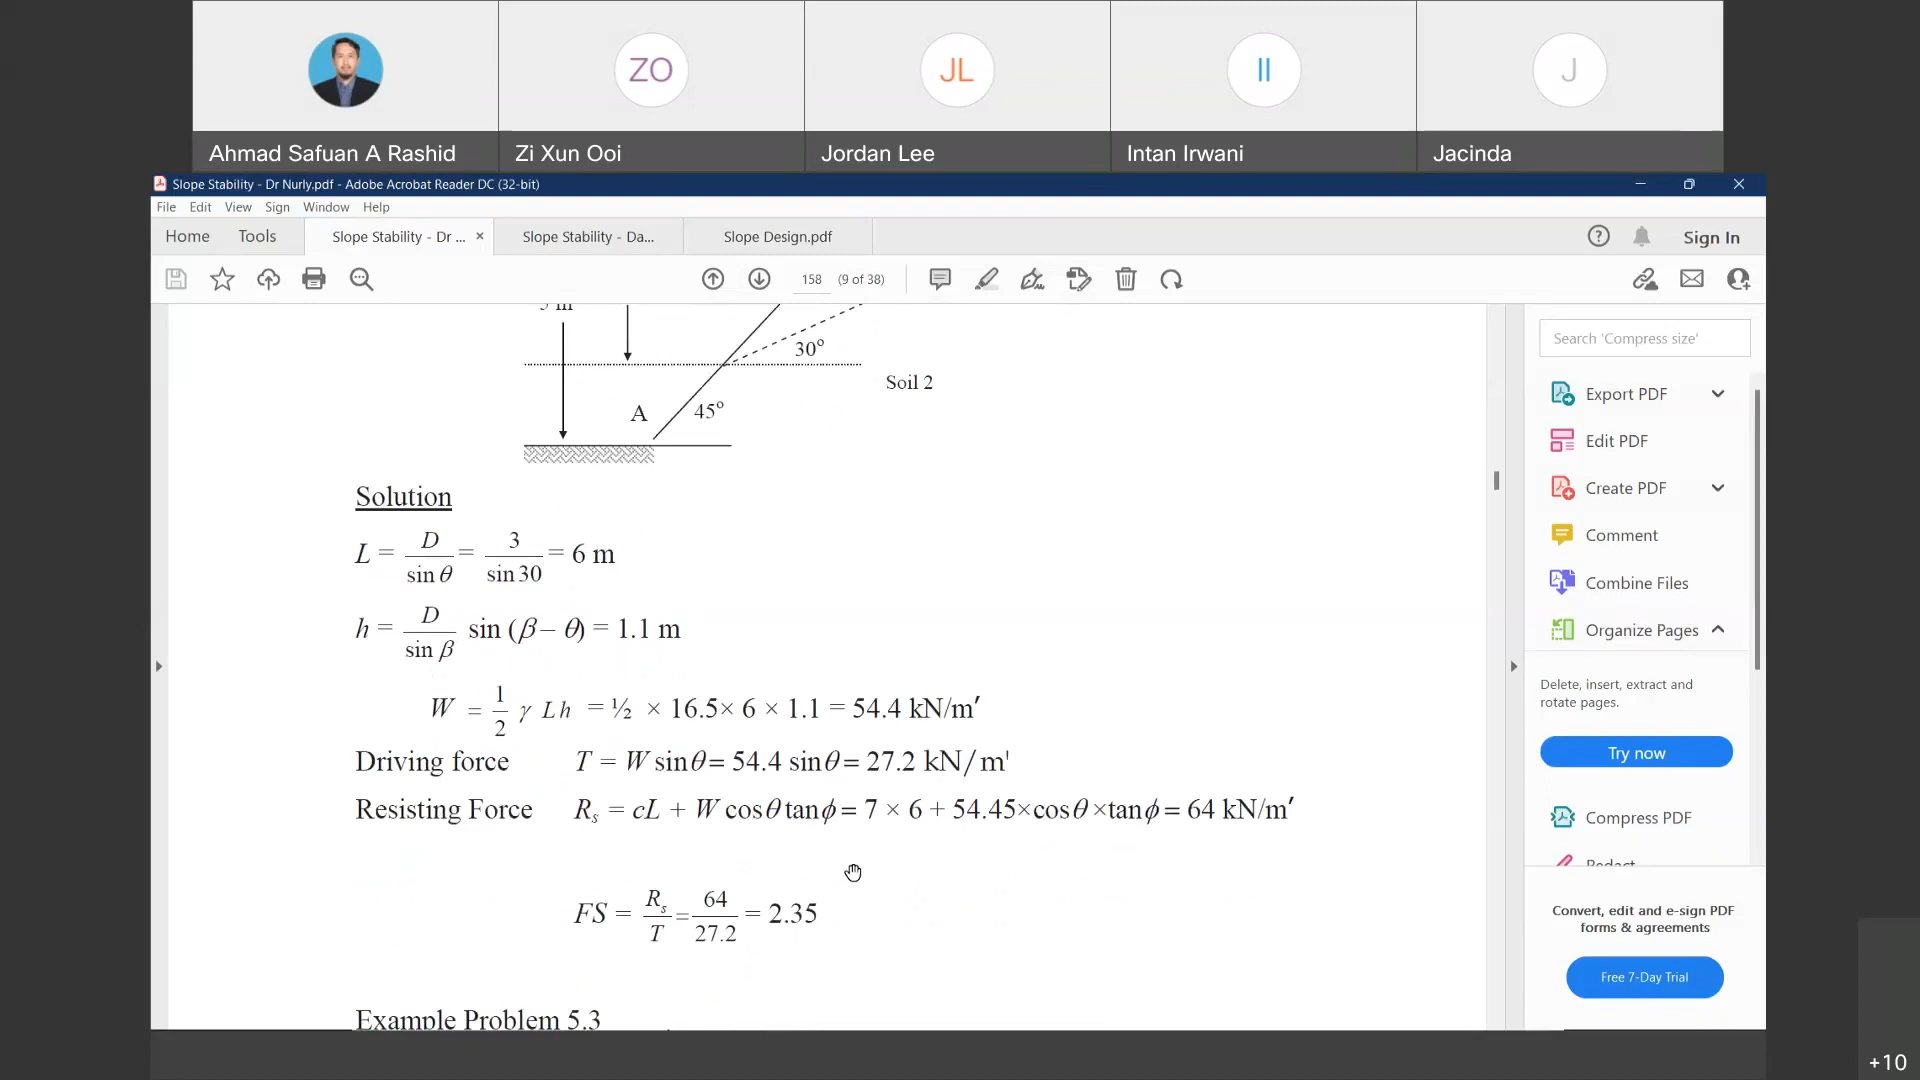 ZO
JL
II
J
Ahmad Safuan A Rashid
Zi Xun Ooi
Jordan Lee
Intan Irwani
Jacinda
Slope Stability - Dr Nurly.pdf - Adobe Acrobat Reader DC (32-bit)
File Edit View Sign Window Help
Home Tools Slope Stability - Dr ... × Slope Stability - Da... Slope Design.pdf Sign In
158 (9 of 38)
30°
Soil 2
A 45°
Solution
L = D / sin θ = 3 / sin 30 = 6 m
h = D / sin β sin (β – θ) = 1.1 m
W = 1/2 γ Lh = ½ × 16.5× 6 × 1.1 = 54.4 kN/m′
Driving force T = W sin θ = 54.4 sin θ = 27.2 kN/m'
Resisting Force Rs = cL + W cos θ tan ϕ = 7 × 6 + 54.45×cos θ ×tan ϕ = 64 kN/m′
FS = Rs / T = 64 / 27.2 = 2.35
Example Problem 5.3
Search 'Compress size'
Export PDF
Edit PDF
Create PDF
Comment
Combine Files
Organize Pages
Delete, insert, extract and
rotate pages.
Try now
Compress PDF
Redact
Convert, edit and e-sign PDF
forms & agreements
Free 7-Day Trial
+10